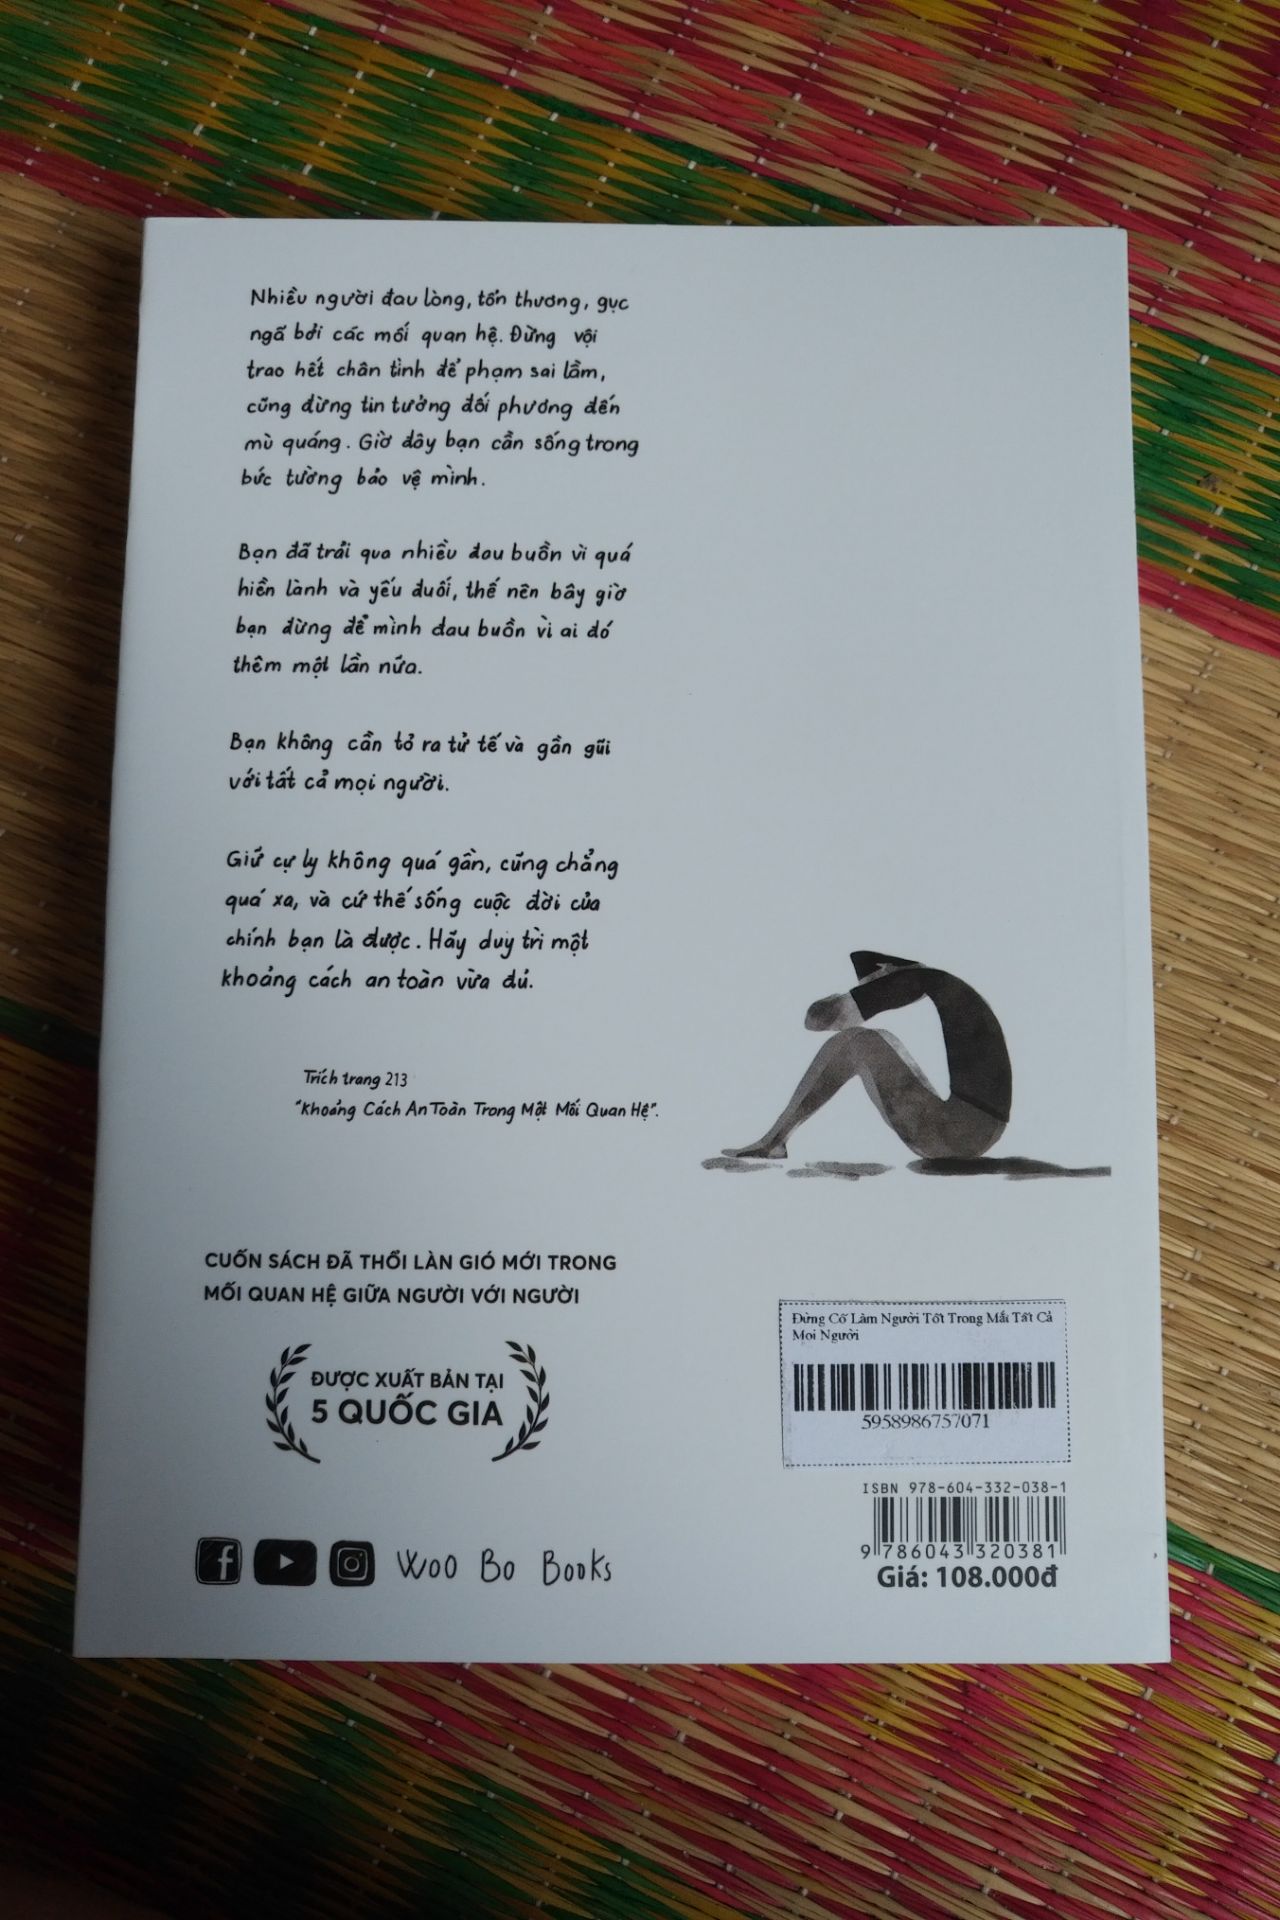 Nhiều người đau lòng, tổn thương, gục
ngã bởi các mối quan hệ. Đừng vội
trao hết chân tình để phạm sai lầm,
cũng đừng tin tưởng đối phương đến
mù quáng. Giờ đây bạn cần sống trong
bức tường bảo vệ mình.
Bạn đã trải qua nhiều đau buồn vì quá
hiền lành và yếu đuối, thế nên bây giờ
bạn đừng để mình đau buồn vì ai đó
thêm một lần nữa.
Bạn không cần tỏ ra tử tế và gần gũi
với tất cả mọi người.
Giữ cự ly không quá gần, cũng chẳng
quá xa, và cứ thế sống cuộc đời của
chính bạn là được. Hãy duy trì một
khoảng cách an toàn vừa đủ.
Trích trang 213
"Khoảng Cách An Toàn Trong Một Mối Quan Hệ".
CUỐN SÁCH ĐÃ THỔI LÀN GIÓ MỚI TRONG
MỐI QUAN HỆ GIỮA NGƯỜI VỚI NGƯỜI
ĐƯỢC XUẤT BẢN TẠI
5 QUỐC GIA
Woo Bo Books
Đừng Cố Làm Người Tốt Trong Mắt Tất Cả
Mọi Người
5958986757071
ISBN 978-604-332-038-1
9 786043 320381
Giá: 108.000đ